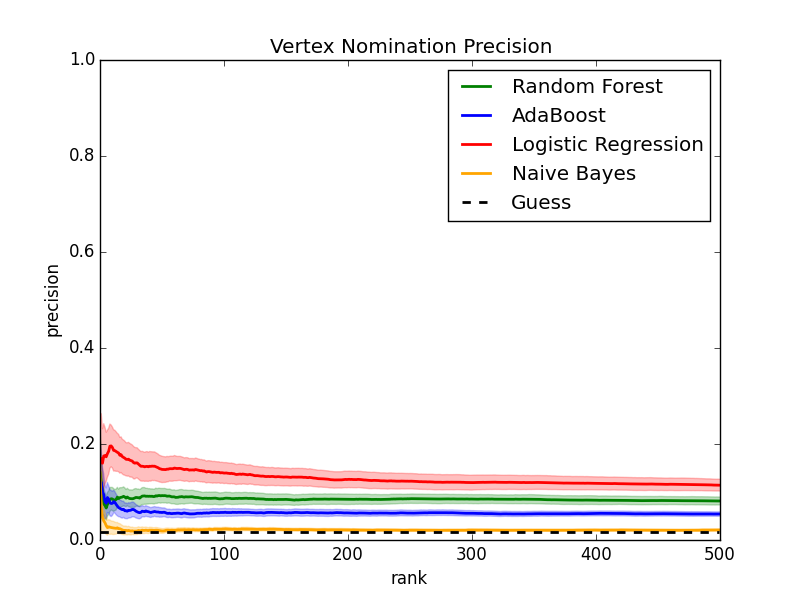 Vertex Nomination Precision
1.0
0.8
0.6
0.4
0.2
0.0
precision
Random Forest
AdaBoost
Logistic Regression
Naive Bayes
Guess
0 100 200 300 400 500
rank